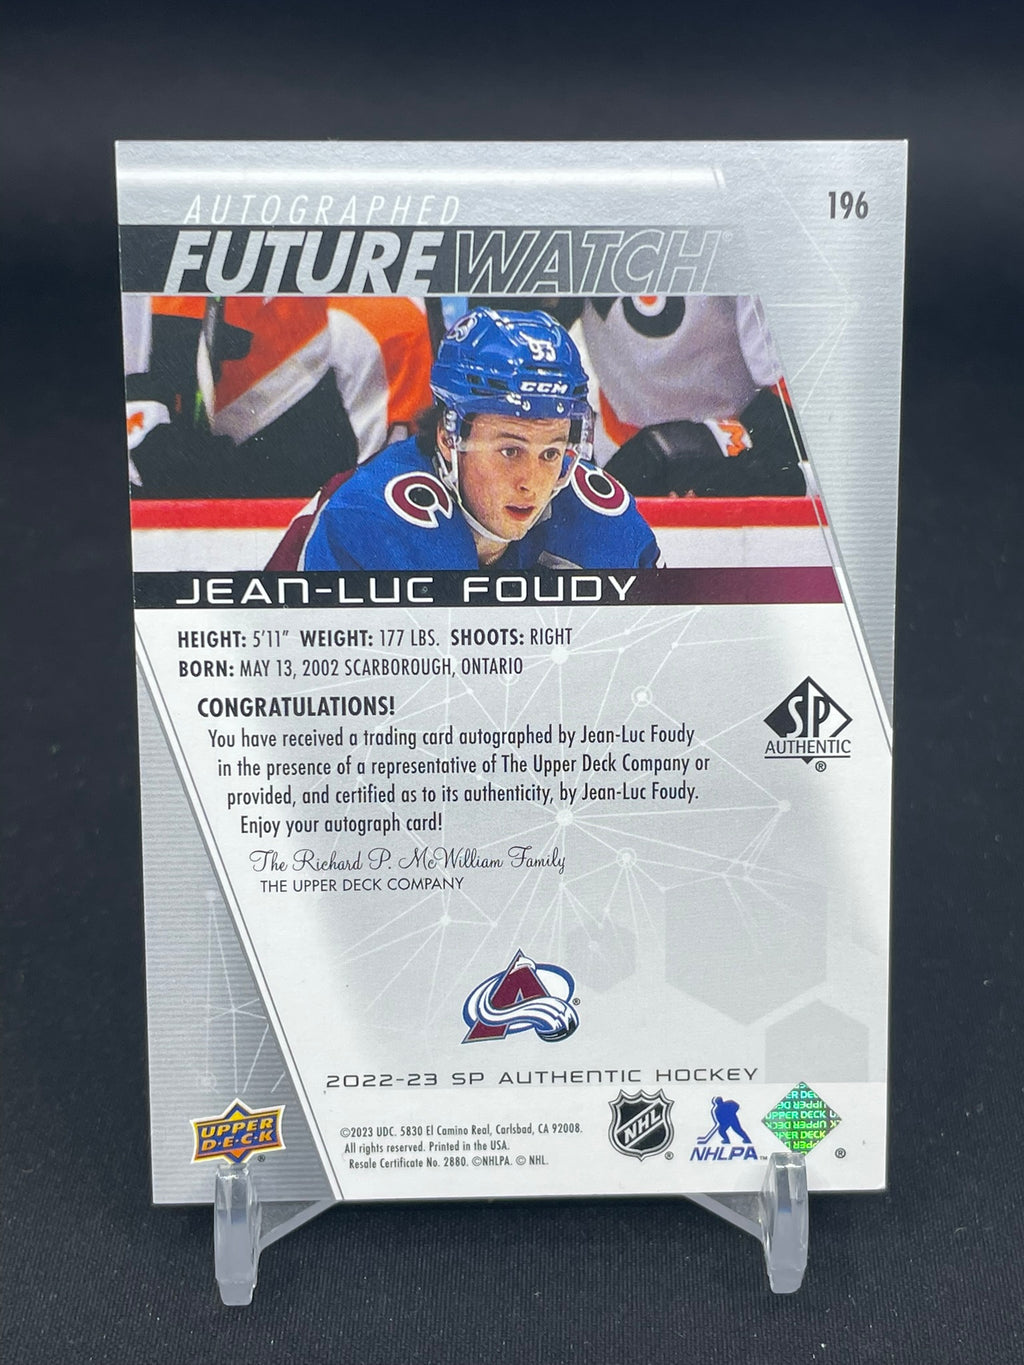 AUTOGRAPHED
196
FUTURE WATCH
93
CCM
JEAN-LUC FOUDY
HEIGHT: 5'11" WEIGHT: 177 LBS. SHOOTS: RIGHT
BORN: MAY 13, 2002 SCARBOROUGH, ONTARIO
CONGRATULATIONS!
You have received a trading card autographed by Jean-Luc Foudy
in the presence of a representative of The Upper Deck Company or
provided, and certified as to its authenticity, by Jean-Luc Foudy.
Enjoy your autograph card!
SP
AUTHENTIC
®
The Richard P. McWilliam Family
THE UPPER DECK COMPANY
A ®
2022-23 SP AUTHENTIC HOCKEY
UPPER
D·E·C·K ®
©2023 UDC. 5830 El Camino Real, Carlsbad, CA 92008.
All rights reserved. Printed in the USA.
Resale Certificate No. 2880. ©NHLPA. © NHL.
NHL ®
NHLPA™
UPPER DECK
®